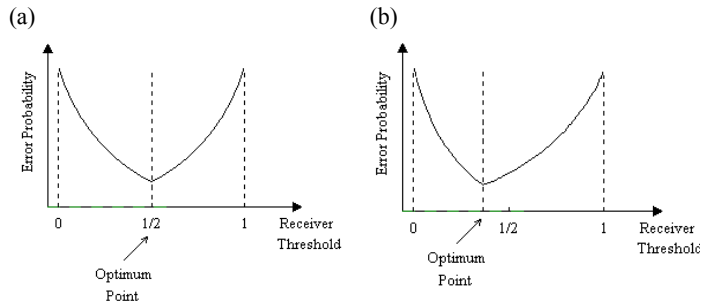 (a)
Error Probability
0
1/2
1
Receiver
Threshold
Optimum
Point
(b)
Error Probability
0
1/2
1
Receiver
Threshold
Optimum
Point